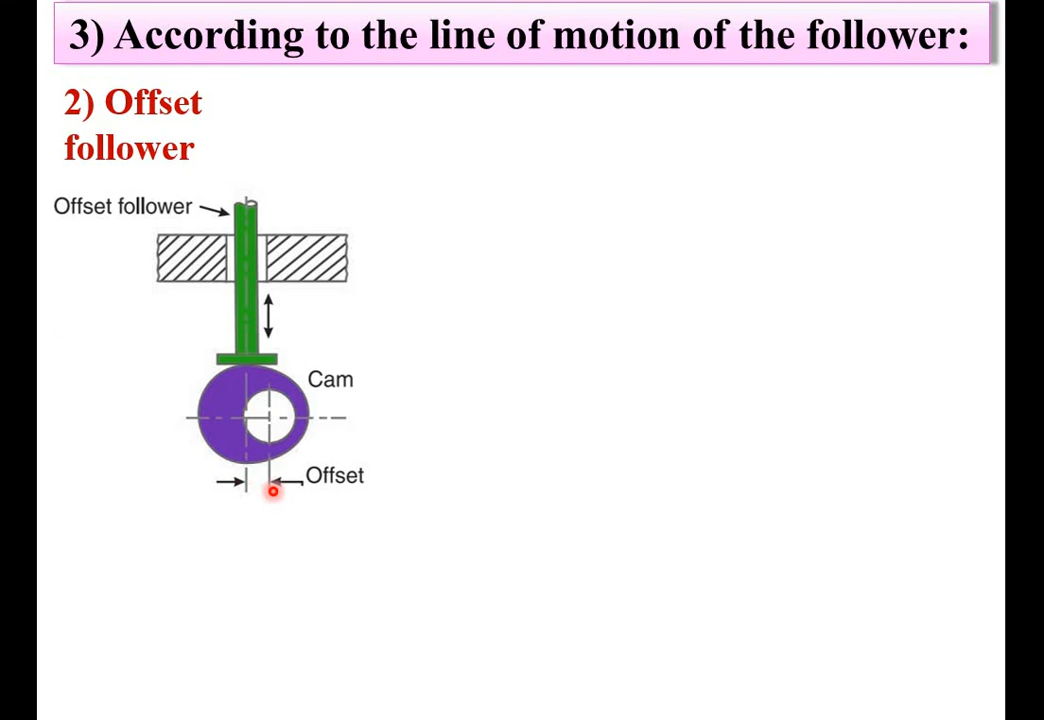 3) According to the line of motion of the follower:
2) Offset
follower
Offset follower
Cam
Offset